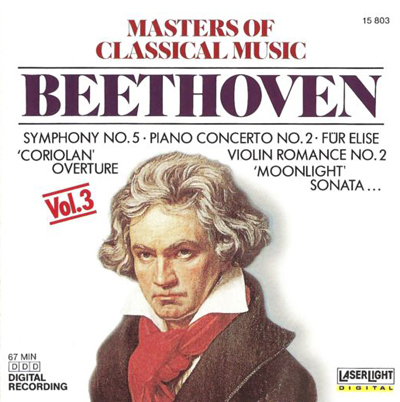 MASTERS OF
15 803
CLASSICAL MUSIC
BEETHOVEN
SYMPHONY NO.5 · PIANO CONCERTO NO.2 · FÜR ELISE
'CORIOLAN' OVERTURE
VIOLIN ROMANCE NO.2
'MOONLIGHT' SONATA...
Vol.3
67 MIN
DDD
DIGITAL
RECORDING
LASERLIGHT
DIGITAL